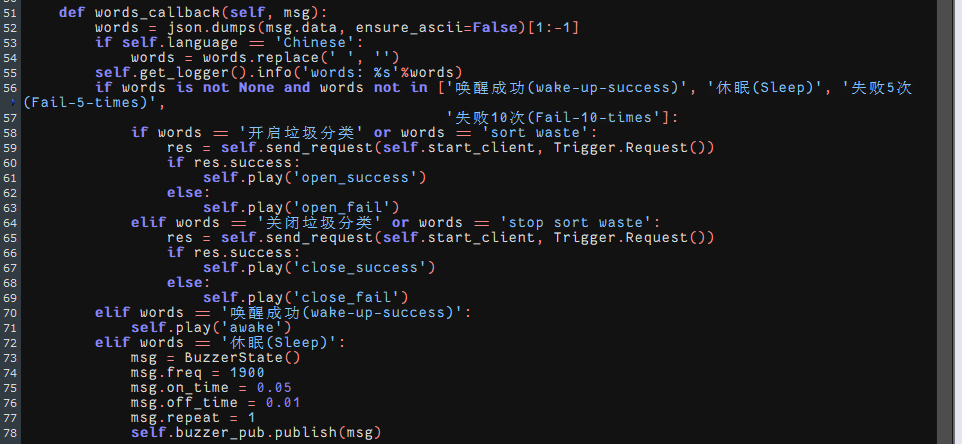 51 def words_callback(self, msg):
52 words = json.dumps(msg.data, ensure_ascii=False)[1:-1]
53 if self.language == 'Chinese':
54 words = words.replace(' ', '')
55 self.get_logger().info('words: %s'%words)
56 if words is not None and words not in ['唤醒成功(wake-up-success)', '休眠(Sleep)', '失败5次
(Fail-5-times)',
57 '失败10次(Fail-10-times']:
58 if words == '开启垃圾分类' or words == 'sort waste':
59 res = self.send_request(self.start_client, Trigger.Request())
60 if res.success:
61 self.play('open_success')
62 else:
63 self.play('open_fail')
64 elif words == '关闭垃圾分类' or words == 'stop sort waste':
65 res = self.send_request(self.start_client, Trigger.Request())
66 if res.success:
67 self.play('close_success')
68 else:
69 self.play('close_fail')
70 elif words == '唤醒成功(wake-up-success)':
71 self.play('awake')
72 elif words == '休眠(Sleep)':
73 msg = BuzzerState()
74 msg.freq = 1900
75 msg.on_time = 0.05
76 msg.off_time = 0.01
77 msg.repeat = 1
78 self.buzzer_pub.publish(msg)